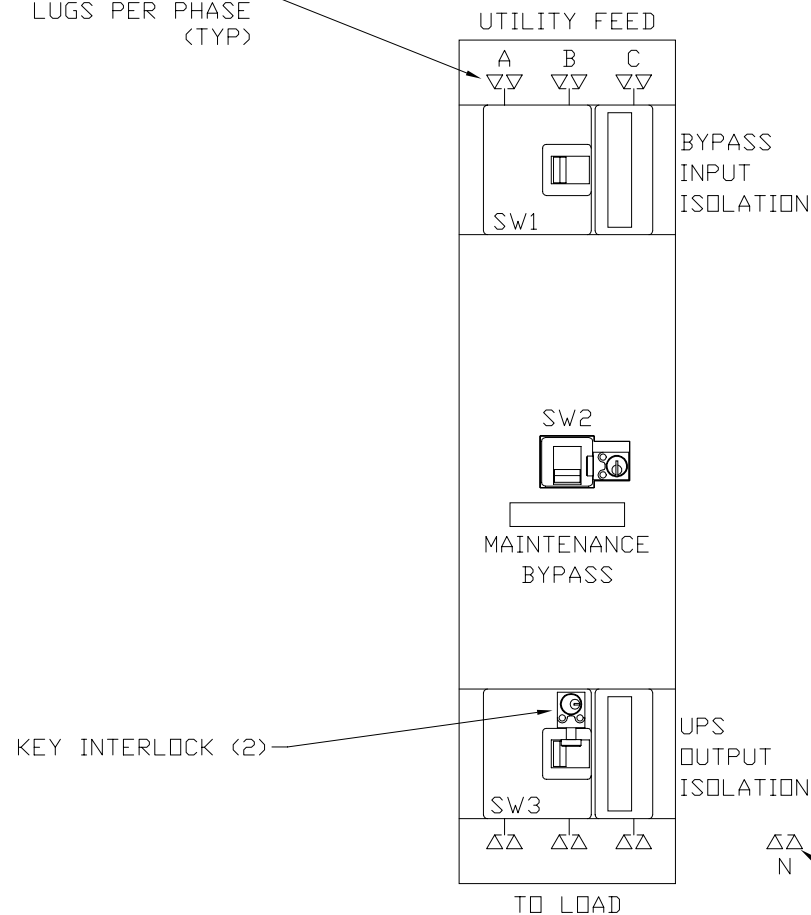 LUGS PER PHASE
(TYP)
UTILITY FEED
A B C
BYPASS
INPUT
ISOLATION
SW1
SW2
MAINTENANCE
BYPASS
KEY INTERLOCK (2)
UPS
OUTPUT
ISOLATION
SW3
N
TO LOAD